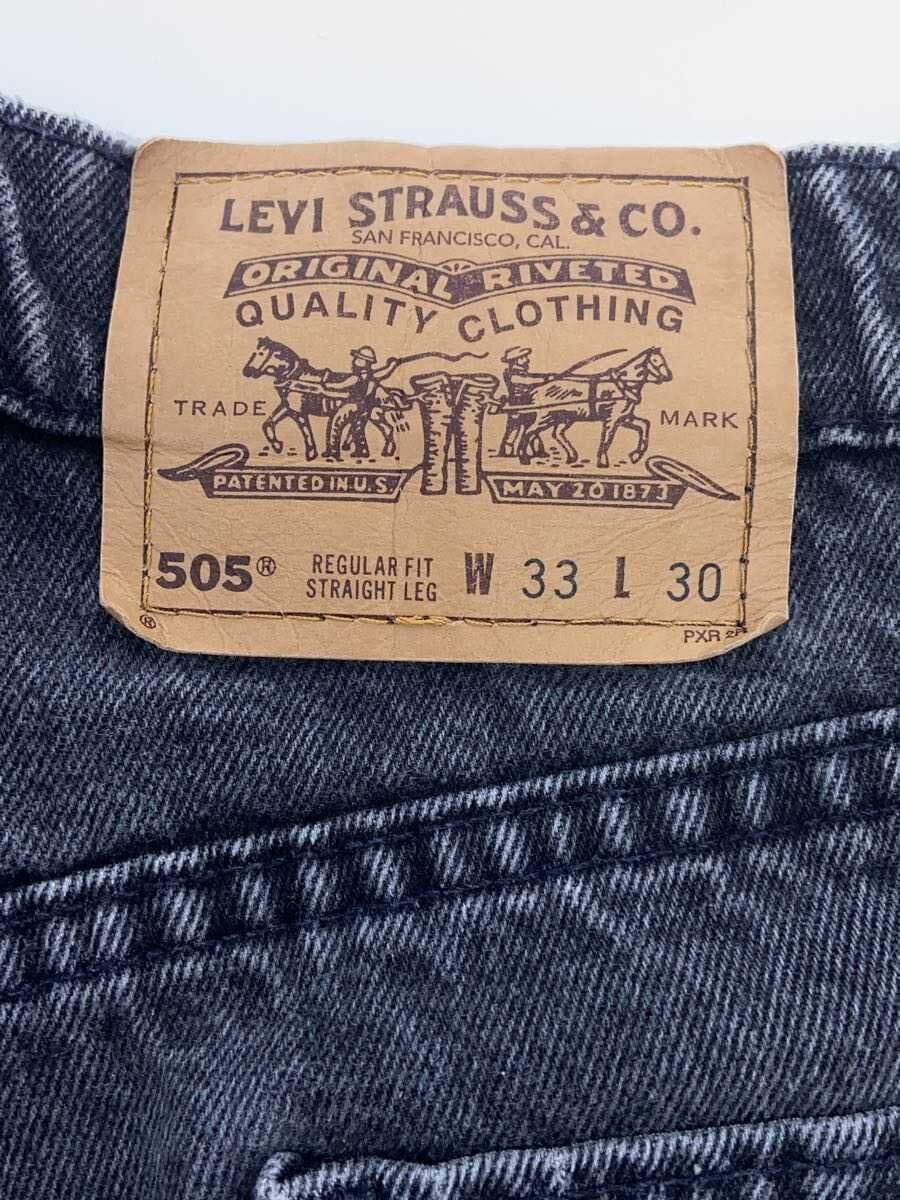 LEVI STRAUSS & CO.
SAN FRANCISCO, CAL.
ORIGINAL RIVETED
QUALITY CLOTHING
TRADE MARK
PATENTED IN U.S. MAY 20 1873
505® REGULAR FIT
STRAIGHT LEG W 33 L 30
® PXR